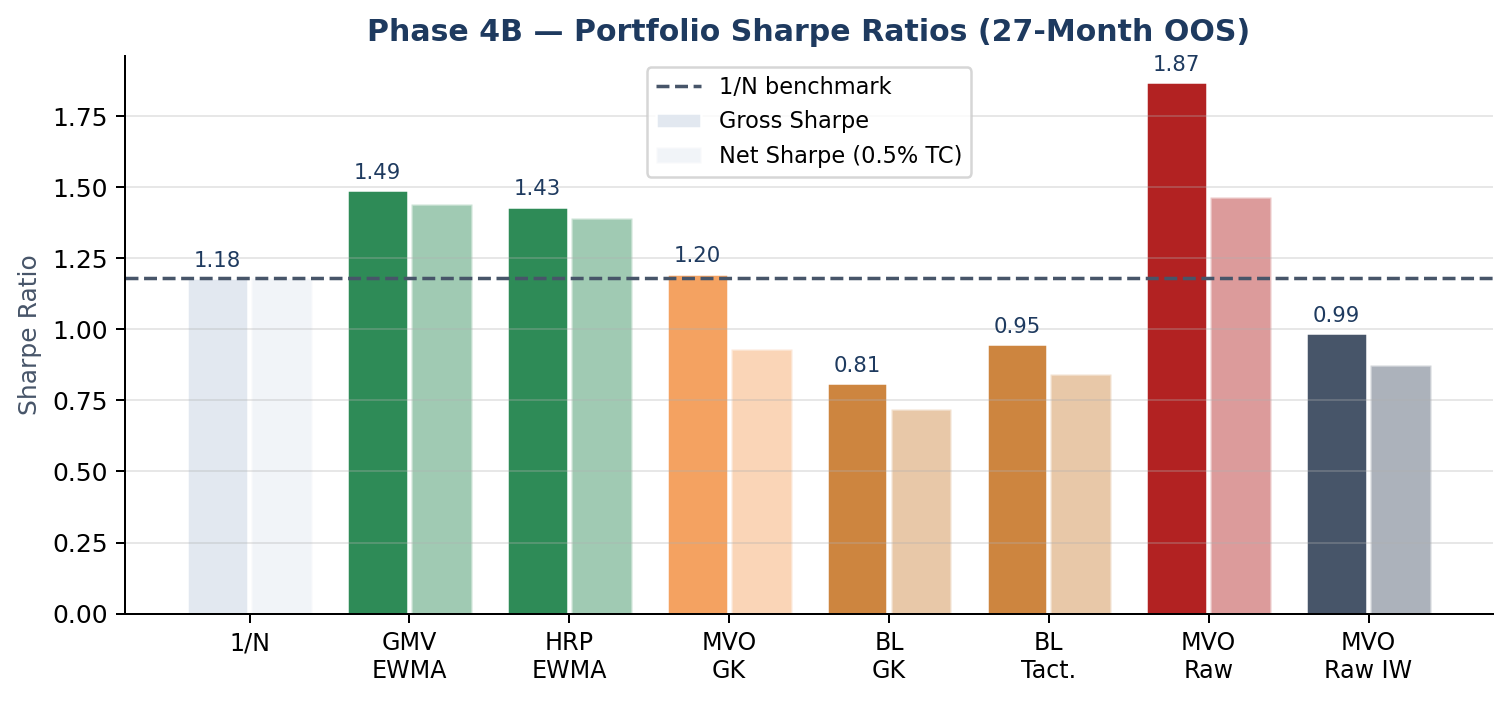 Phase 4B — Portfolio Sharpe Ratios (27-Month OOS)
1/N benchmark
Gross Sharpe
Net Sharpe (0.5% TC)
Sharpe Ratio
1.75
1.50
1.25
1.00
0.75
0.50
0.25
0.00
1.18
1.49
1.43
1.20
0.81
0.95
1.87
0.99
1/N
GMV
EWMA
HRP
EWMA
MVO
GK
BL
GK
BL
Tact.
MVO
Raw
MVO
Raw IW